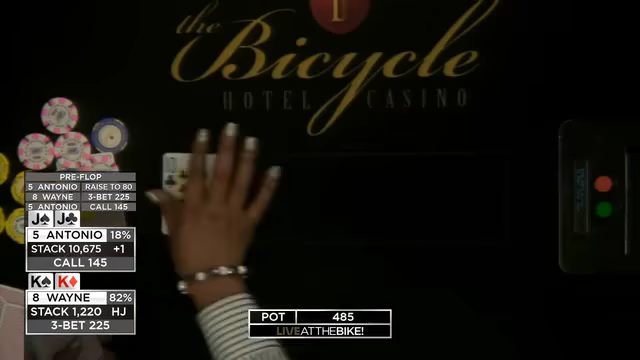 the
Bicycle
HOTEL CASINO
PRE-FLOP
5 ANTONIO RAISE TO 80
8 WAYNE 3-BET 225
5 ANTONIO CALL 145
J♠ J♣
5 ANTONIO 18%
STACK 10,675 +1
CALL 145
K♠ K♦
8 WAYNE 82%
STACK 1,220 HJ
3-BET 225
POT 485
LIVEATTHEBIKE!